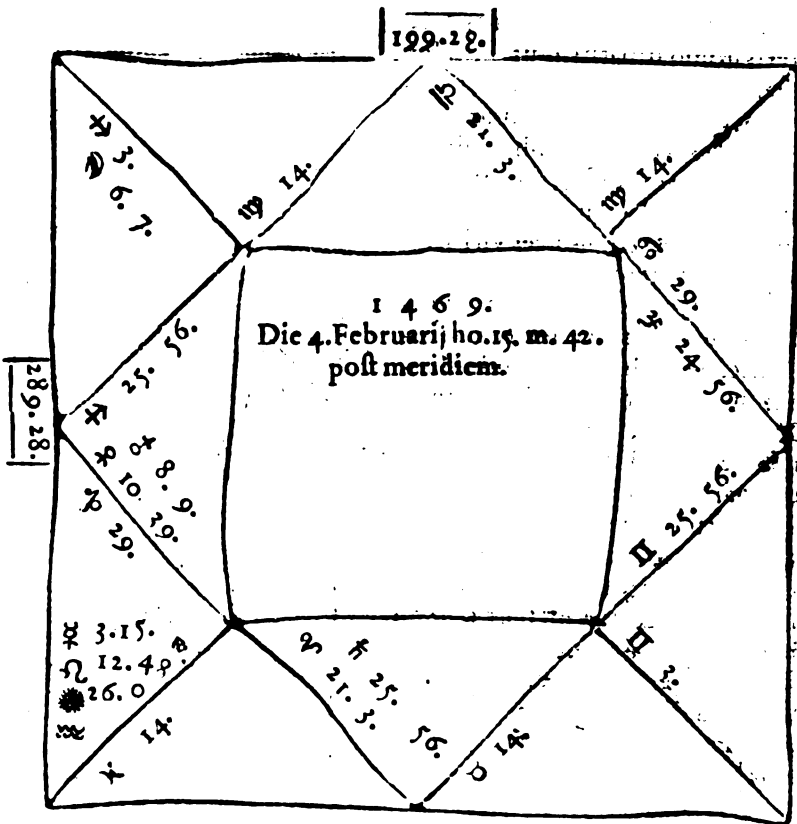 199.28.
♎ 21. 3.
♐ 3.
☽ 6. 7.
♍ 14.
♍ 14.
♋ 29.
♃ 24 56.
1 4 6 9.
Die 4. Februarij ho.15. m. 42.
post meridiem.
♐ 25. 56.
289.28.
♂ 8. 9.
♀ 10 39.
♑ 29.
♊ 25. 56.
♊ 3.
3.15.
☊ 12.4
☉ 26.0
♒
♓ 14.
♈ 21. 3.
♄ 25. 56.
♉ 14.